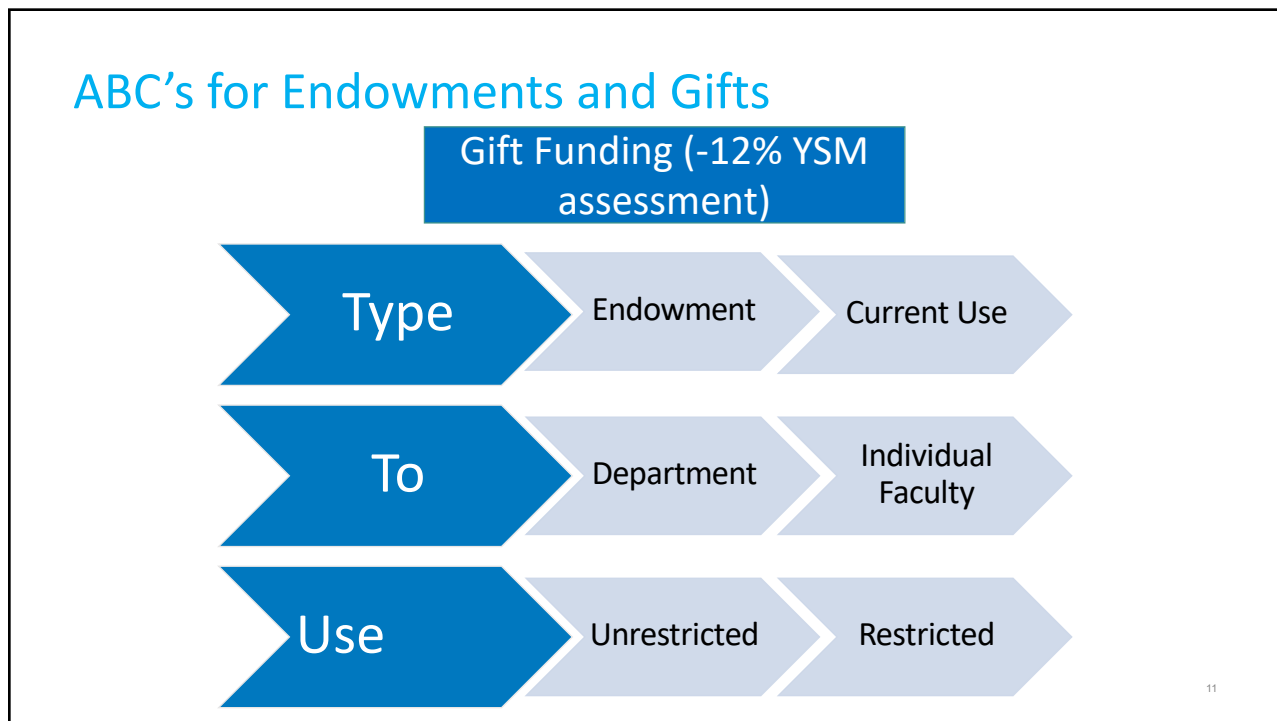 ABC’s for Endowments and Gifts
Gift Funding (-12% YSM
assessment)
Type
Endowment
Current Use
To
Department
Individual
Faculty
Use
Unrestricted
Restricted
11